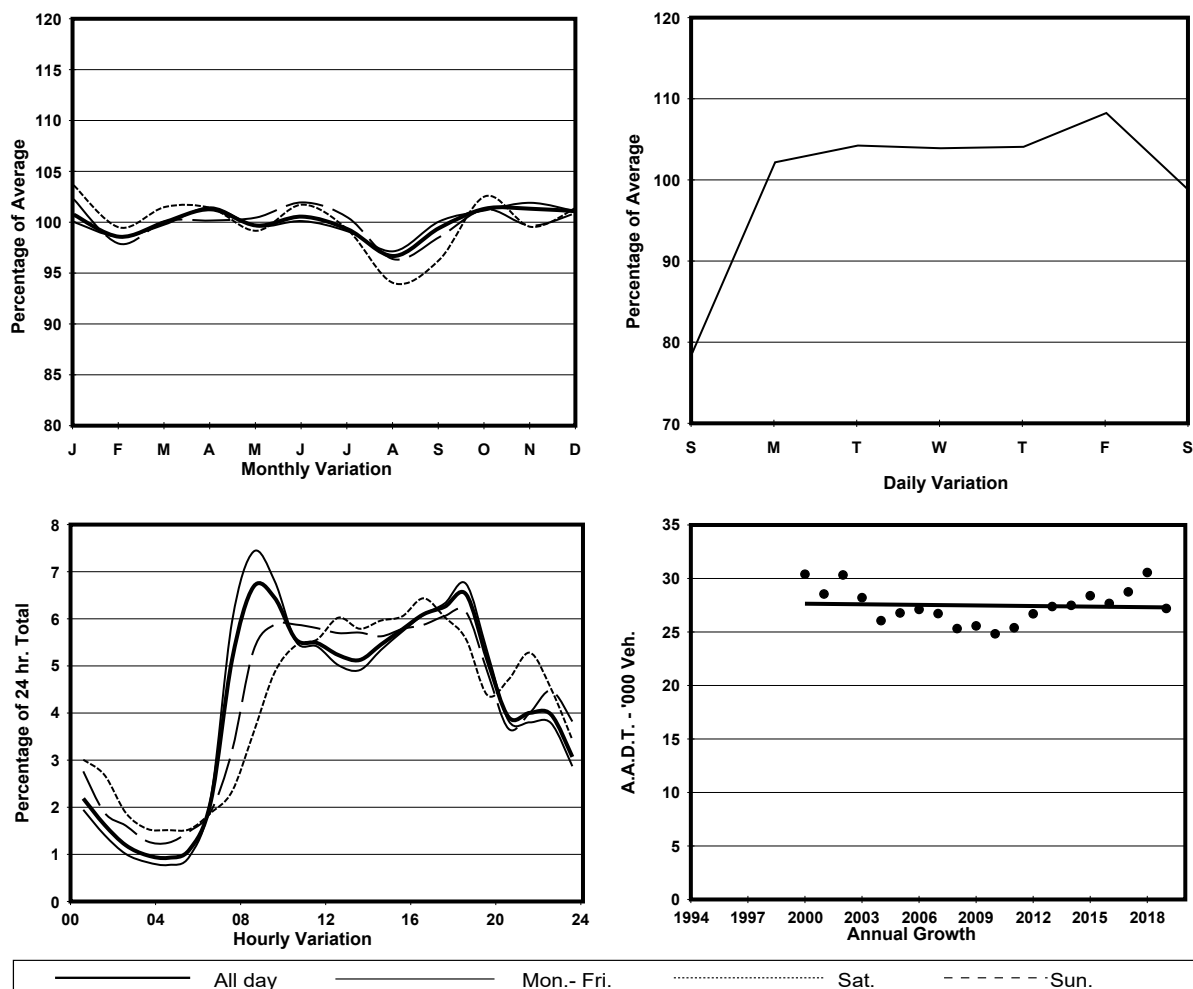 120
115
110
105
100
95
90
85
80
Percentage of Average
J F M A M J J A S O N D
Monthly Variation
120
110
100
90
80
70
Percentage of Average
S M T W T F S
Daily Variation
8
7
6
5
4
3
2
1
0
Percentage of 24 hr. Total
00 04 08 12 16 20 24
Hourly Variation
35
30
25
20
15
10
5
0
A.A.D.T. - '000 Veh.
1994 1997 2000 2003 2006 2009 2012 2015 2018
Annual Growth
All day Mon.- Fri. Sat. Sun.